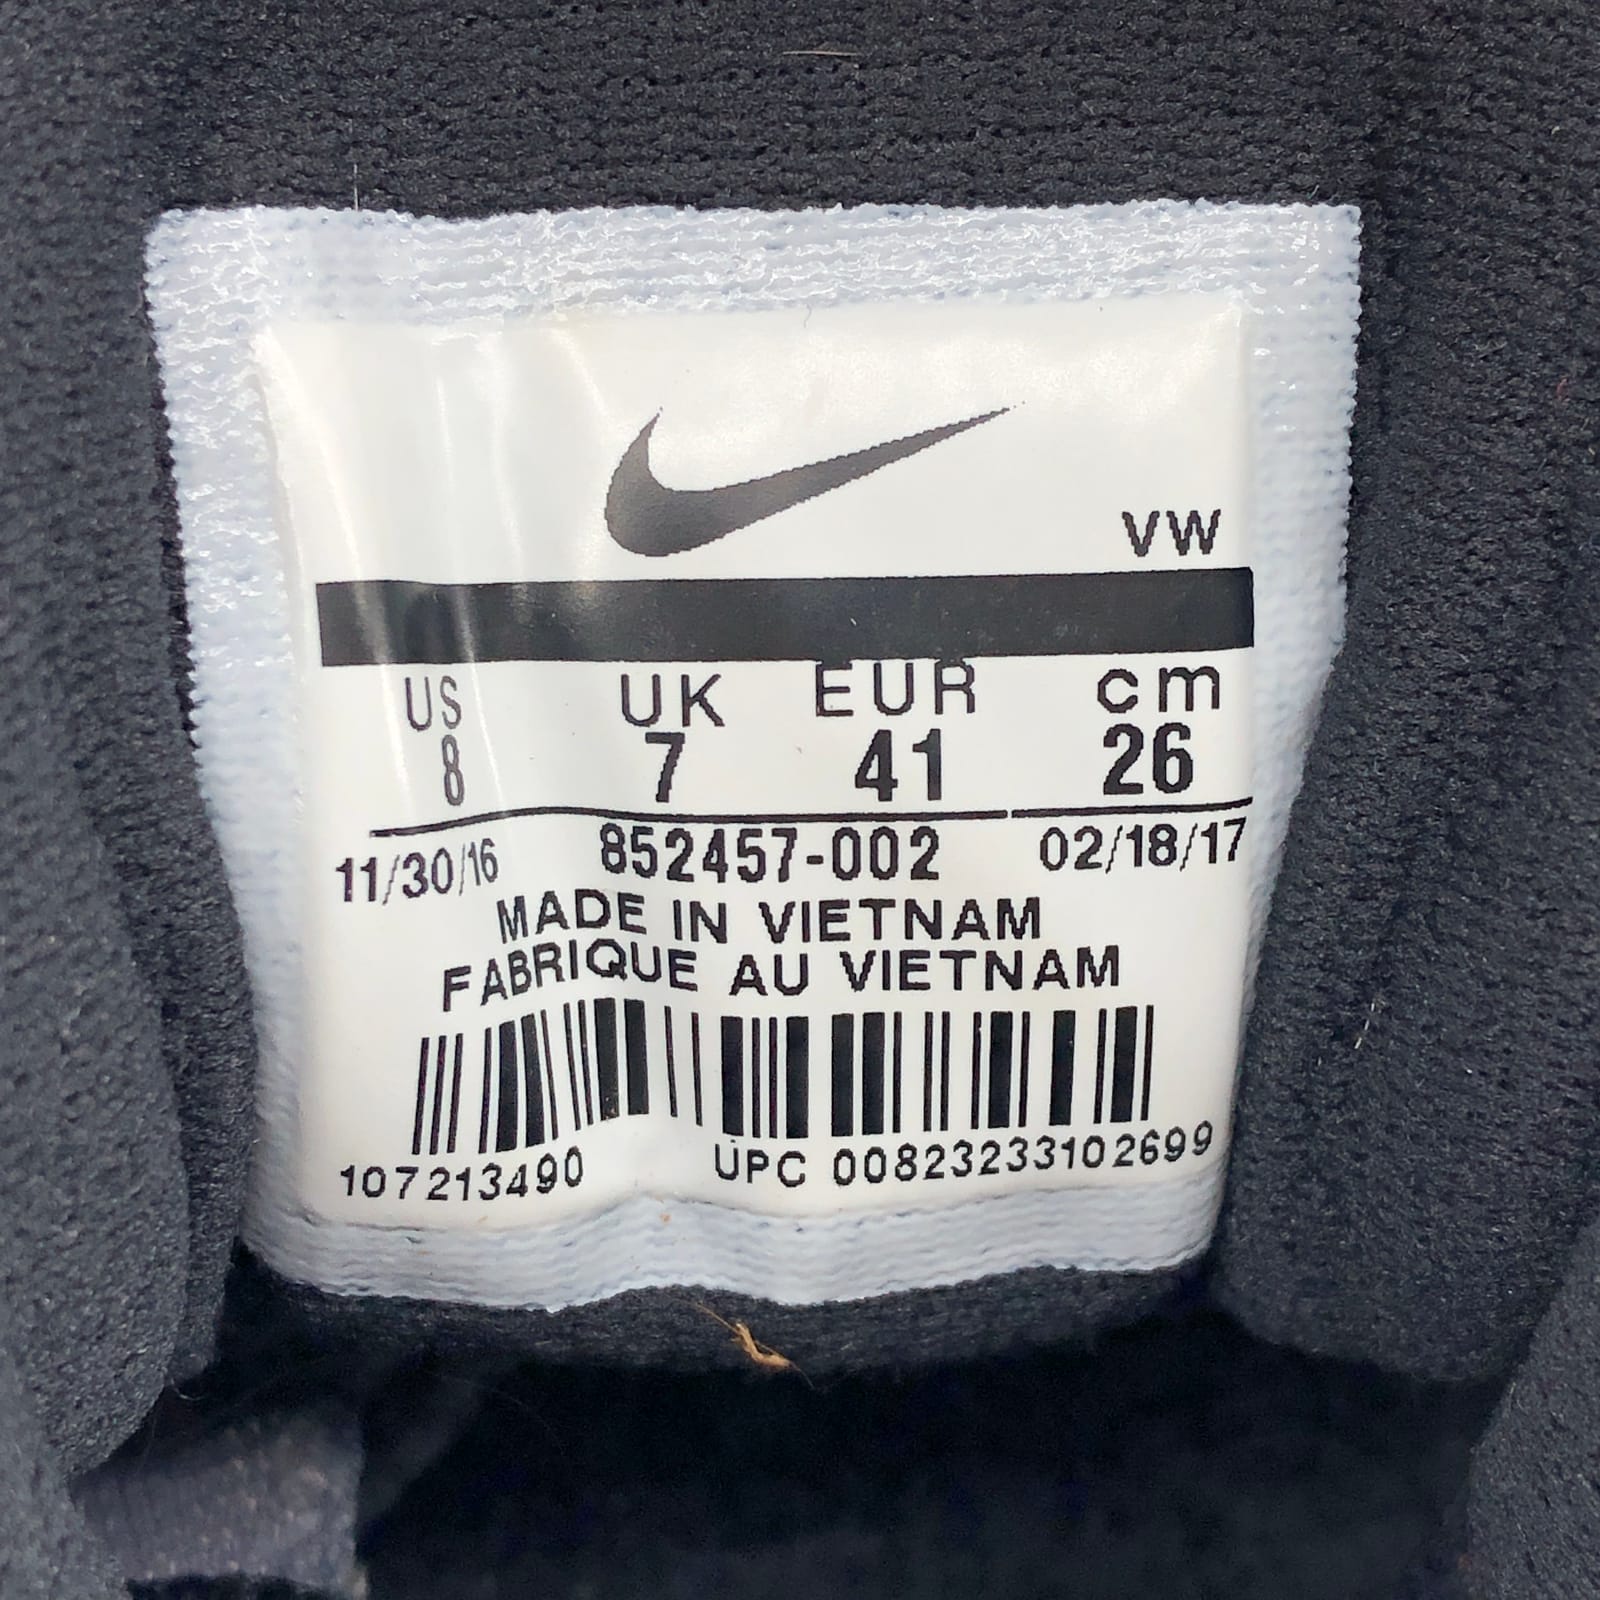 VW
US UK EUR cm
8 7 41 26
11/30/16 852457-002 02/18/17
MADE IN VIETNAM
FABRIQUE AU VIETNAM
107213490 UPC 00823233102699